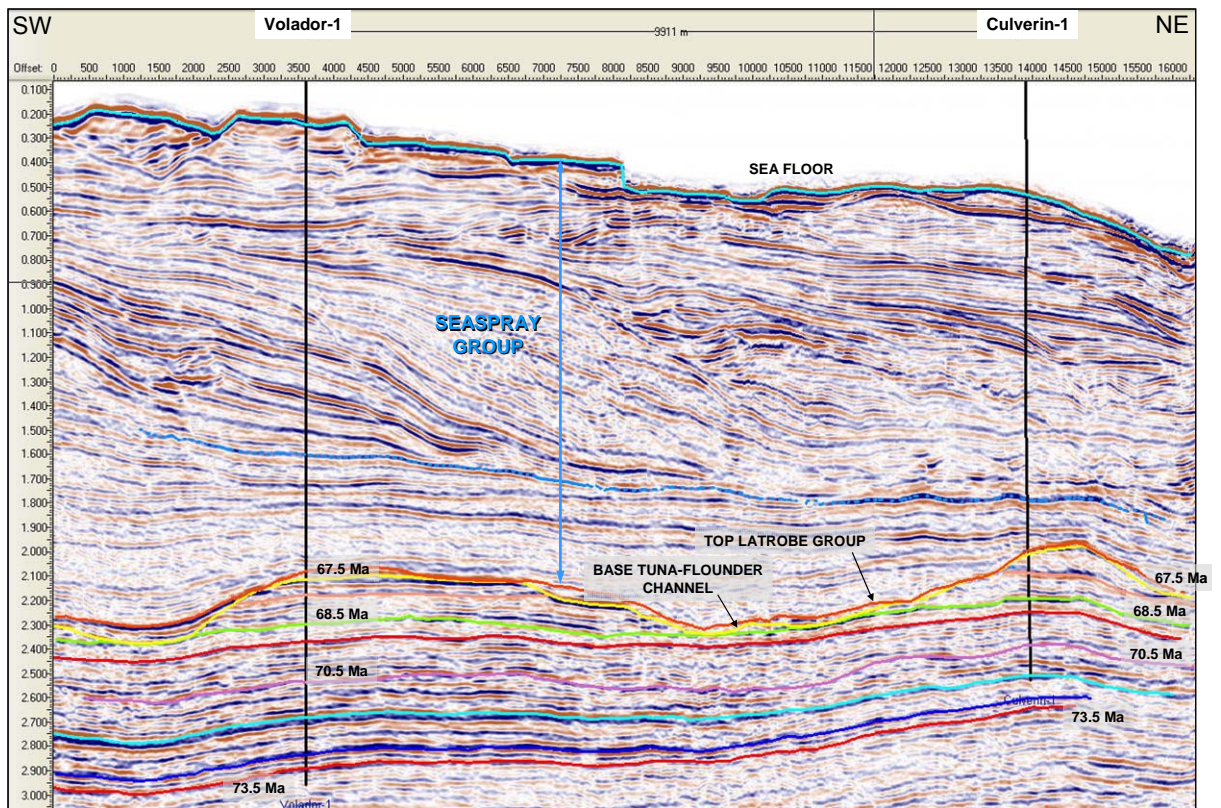 SW
Volador-1
9911 m
Culverin-1
NE
Offset: 0 500 1000 1500 2000 2500 3000 3500 4000 4500 5000 5500 6000 6500 7000 7500 8000 8500 9000 9500 10000 10500 11000 11500 12000 12500 13000 13500 14000 14500 15000 15500 16000
0.100
0.200
0.300
0.400
0.500
0.600
0.700
0.800
0.900
1.000
1.100
1.200
1.300
1.400
1.500
1.600
1.700
1.800
1.900
2.000
2.100
2.200
2.300
2.400
2.500
2.600
2.700
2.800
2.900
3.000
SEA FLOOR
SEASPRAY
GROUP
TOP LATROBE GROUP
BASE TUNA-FLOUNDER
CHANNEL
67.5 Ma
67.5 Ma
68.5 Ma
68.5 Ma
70.5 Ma
70.5 Ma
Culverin-1
73.5 Ma
73.5 Ma
Volador-1